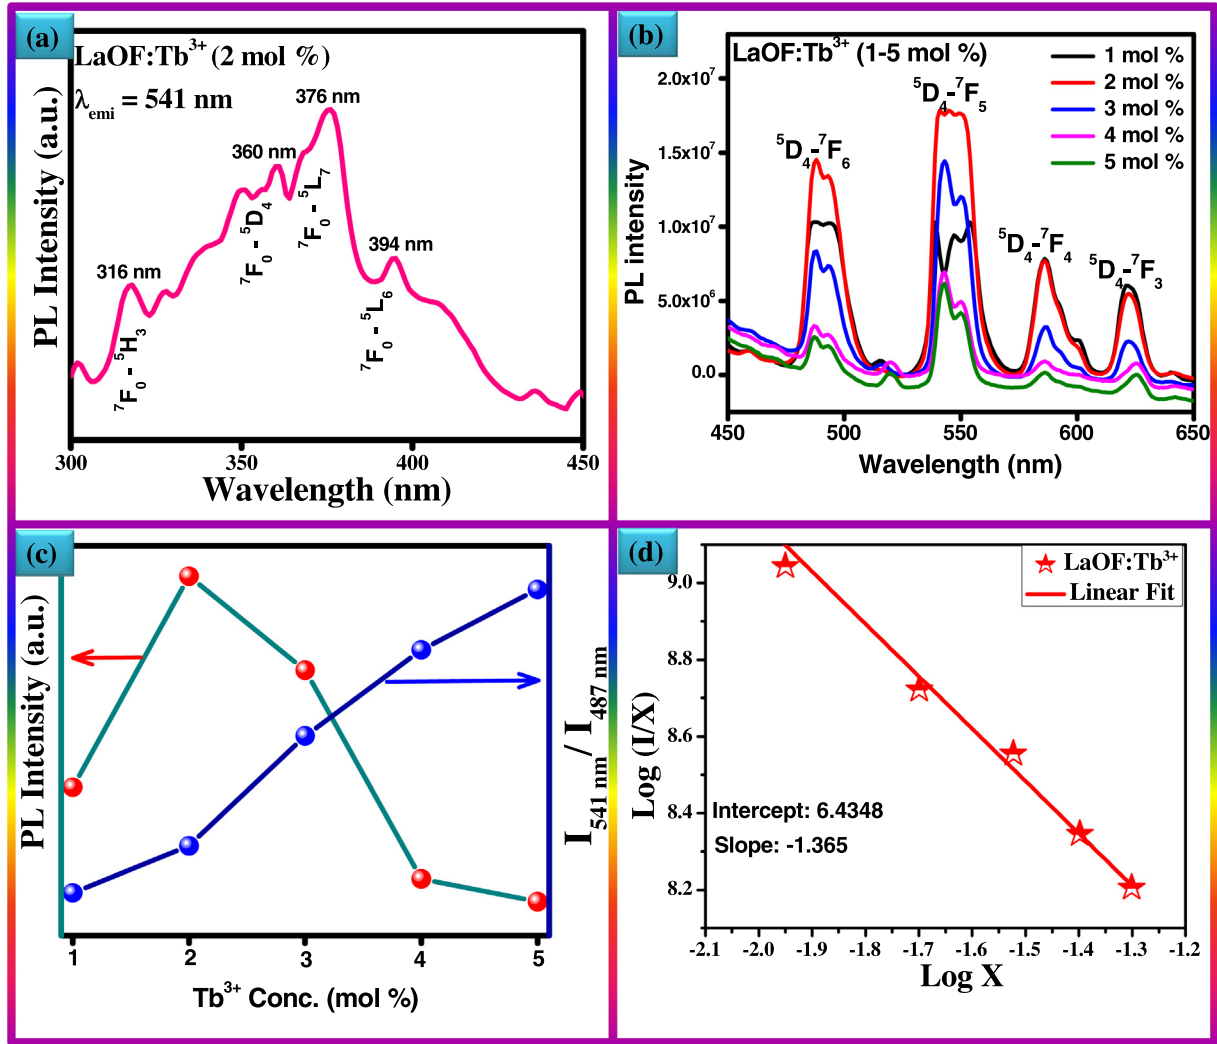 (a)
LaOF:Tb³⁺ (2 mol %)
λemi = 541 nm
376 nm
360 nm
316 nm
394 nm
⁷F₀ - ⁵H₃
⁷F₀ - ⁵D₄
⁷F₀ - ⁵L₇
⁷F₀ - ⁵L₆
PL Intensity (a.u.)
300 350 400 450
Wavelength (nm)
(b)
LaOF:Tb³⁺ (1-5 mol %)
1 mol %
2 mol %
3 mol %
4 mol %
5 mol %
⁵D₄-⁷F₆
⁵D₄-⁷F₅
⁵D₄-⁷F₄
⁵D₄-⁷F₃
2.0x10⁷
1.5x10⁷
1.0x10⁷
5.0x10⁶
0.0
PL intensity
450 500 550 600 650
Wavelength (nm)
(c)
PL Intensity (a.u.)
I541 nm / I487 nm
1 2 3 4 5
Tb³⁺ Conc. (mol %)
(d)
LaOF:Tb³⁺
Linear Fit
9.0
8.8
8.6
8.4
8.2
Log (I/X)
Intercept: 6.4348
Slope: -1.365
-2.1 -2.0 -1.9 -1.8 -1.7 -1.6 -1.5 -1.4 -1.3 -1.2
Log X